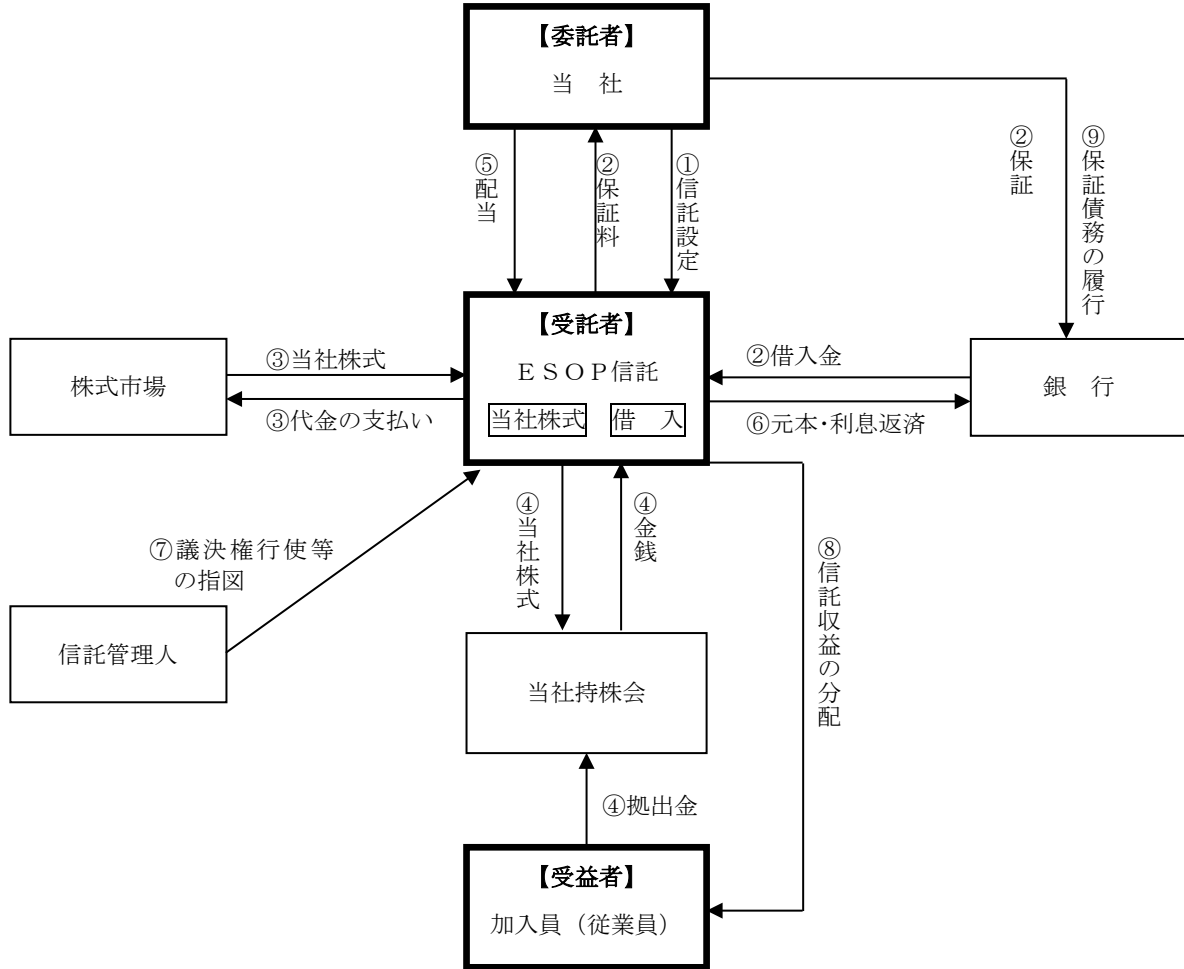 【委託者】
当 社
⑤配当
②保証料
①信託設定
②保証
⑨保証債務の履行
【受託者】
ESOP信託
当社株式
借 入
株式市場
③当社株式
③代金の支払い
②借入金
⑥元本・利息返済
銀 行
⑦議決権行使等
の指図
信託管理人
④当社株式
④金銭
⑧信託収益の分配
当社持株会
④拠出金
【受益者】
加入員(従業員)